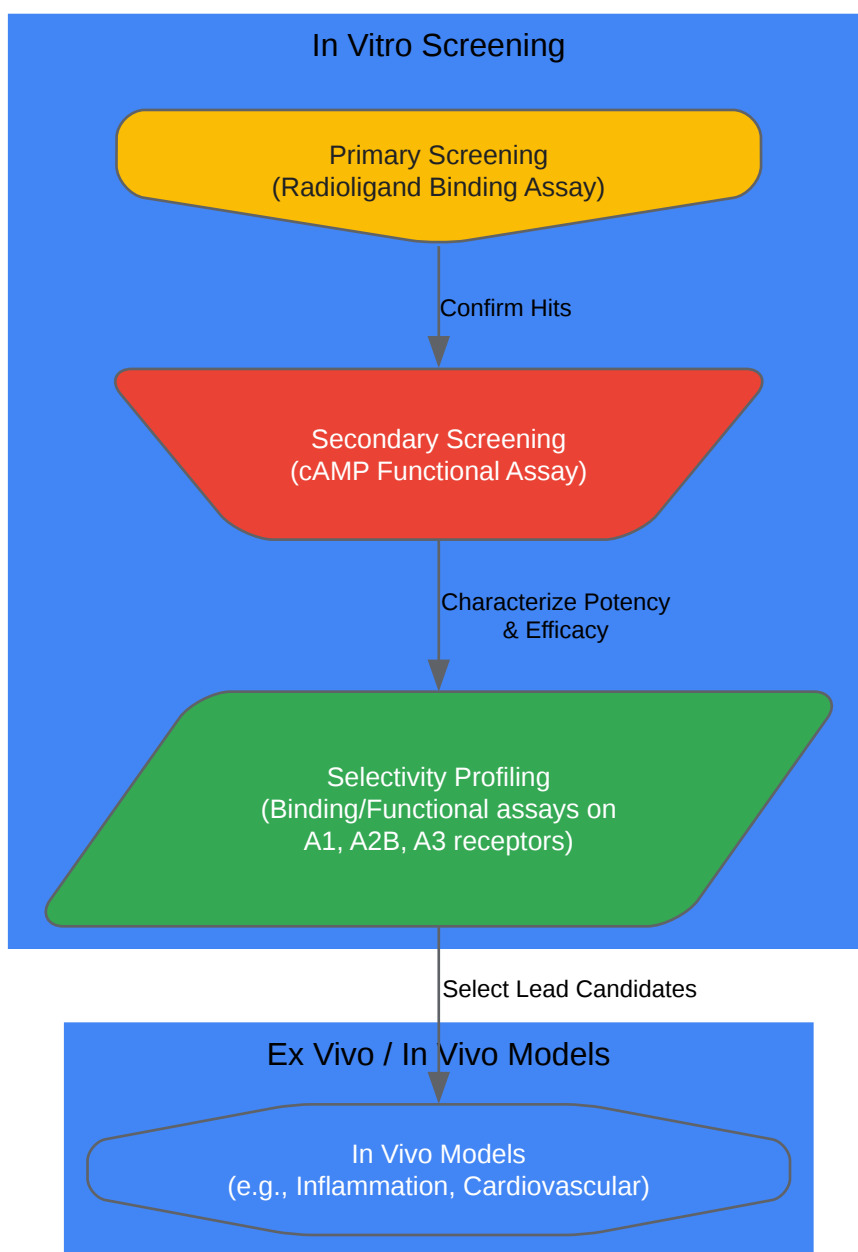 In Vitro Screening
Primary Screening
(Radioligand Binding Assay)
Confirm Hits
Secondary Screening
(cAMP Functional Assay)
Characterize Potency
& Efficacy
Selectivity Profiling
(Binding/Functional assays on
A1, A2B, A3 receptors)
Select Lead Candidates
Ex Vivo / In Vivo Models
In Vivo Models
(e.g., Inflammation, Cardiovascular)